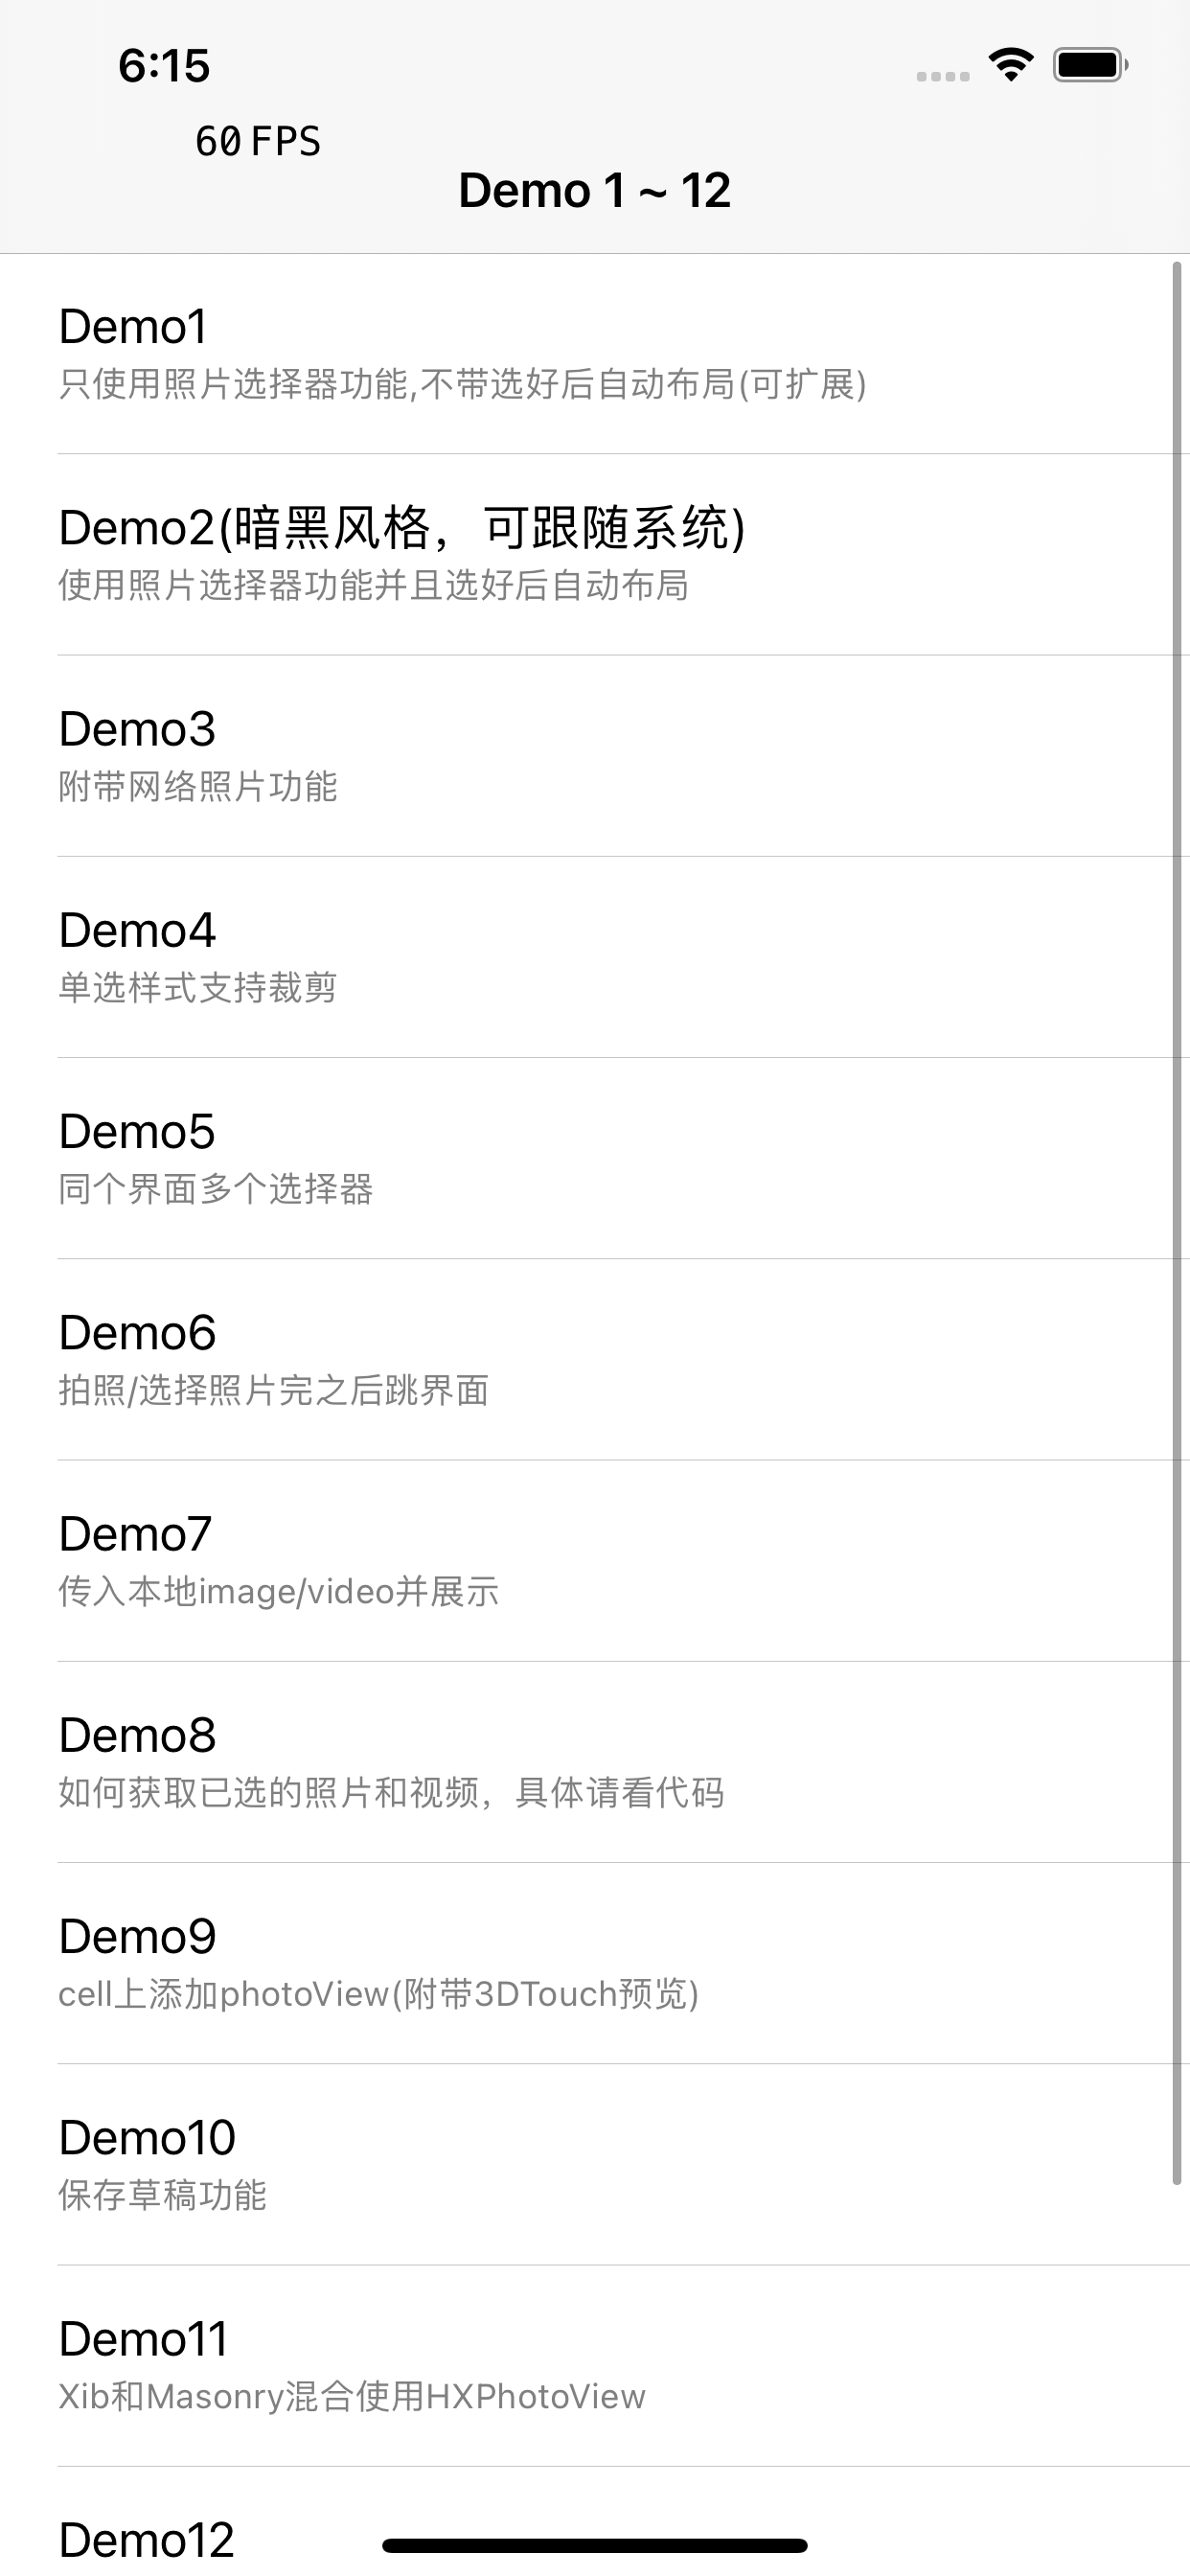 6:15
60 FPS
Demo 1 ~ 12
Demo1
只使用照片选择器功能,不带选好后自动布局(可扩展)
Demo2(暗黑风格，可跟随系统)
使用照片选择器功能并且选好后自动布局
Demo3
附带网络照片功能
Demo4
单选样式支持裁剪
Demo5
同个界面多个选择器
Demo6
拍照/选择照片完之后跳界面
Demo7
传入本地image/video并展示
Demo8
如何获取已选的照片和视频，具体请看代码
Demo9
cell上添加photoView(附带3DTouch预览)
Demo10
保存草稿功能
Demo11
Xib和Masonry混合使用HXPhotoView
Demo12